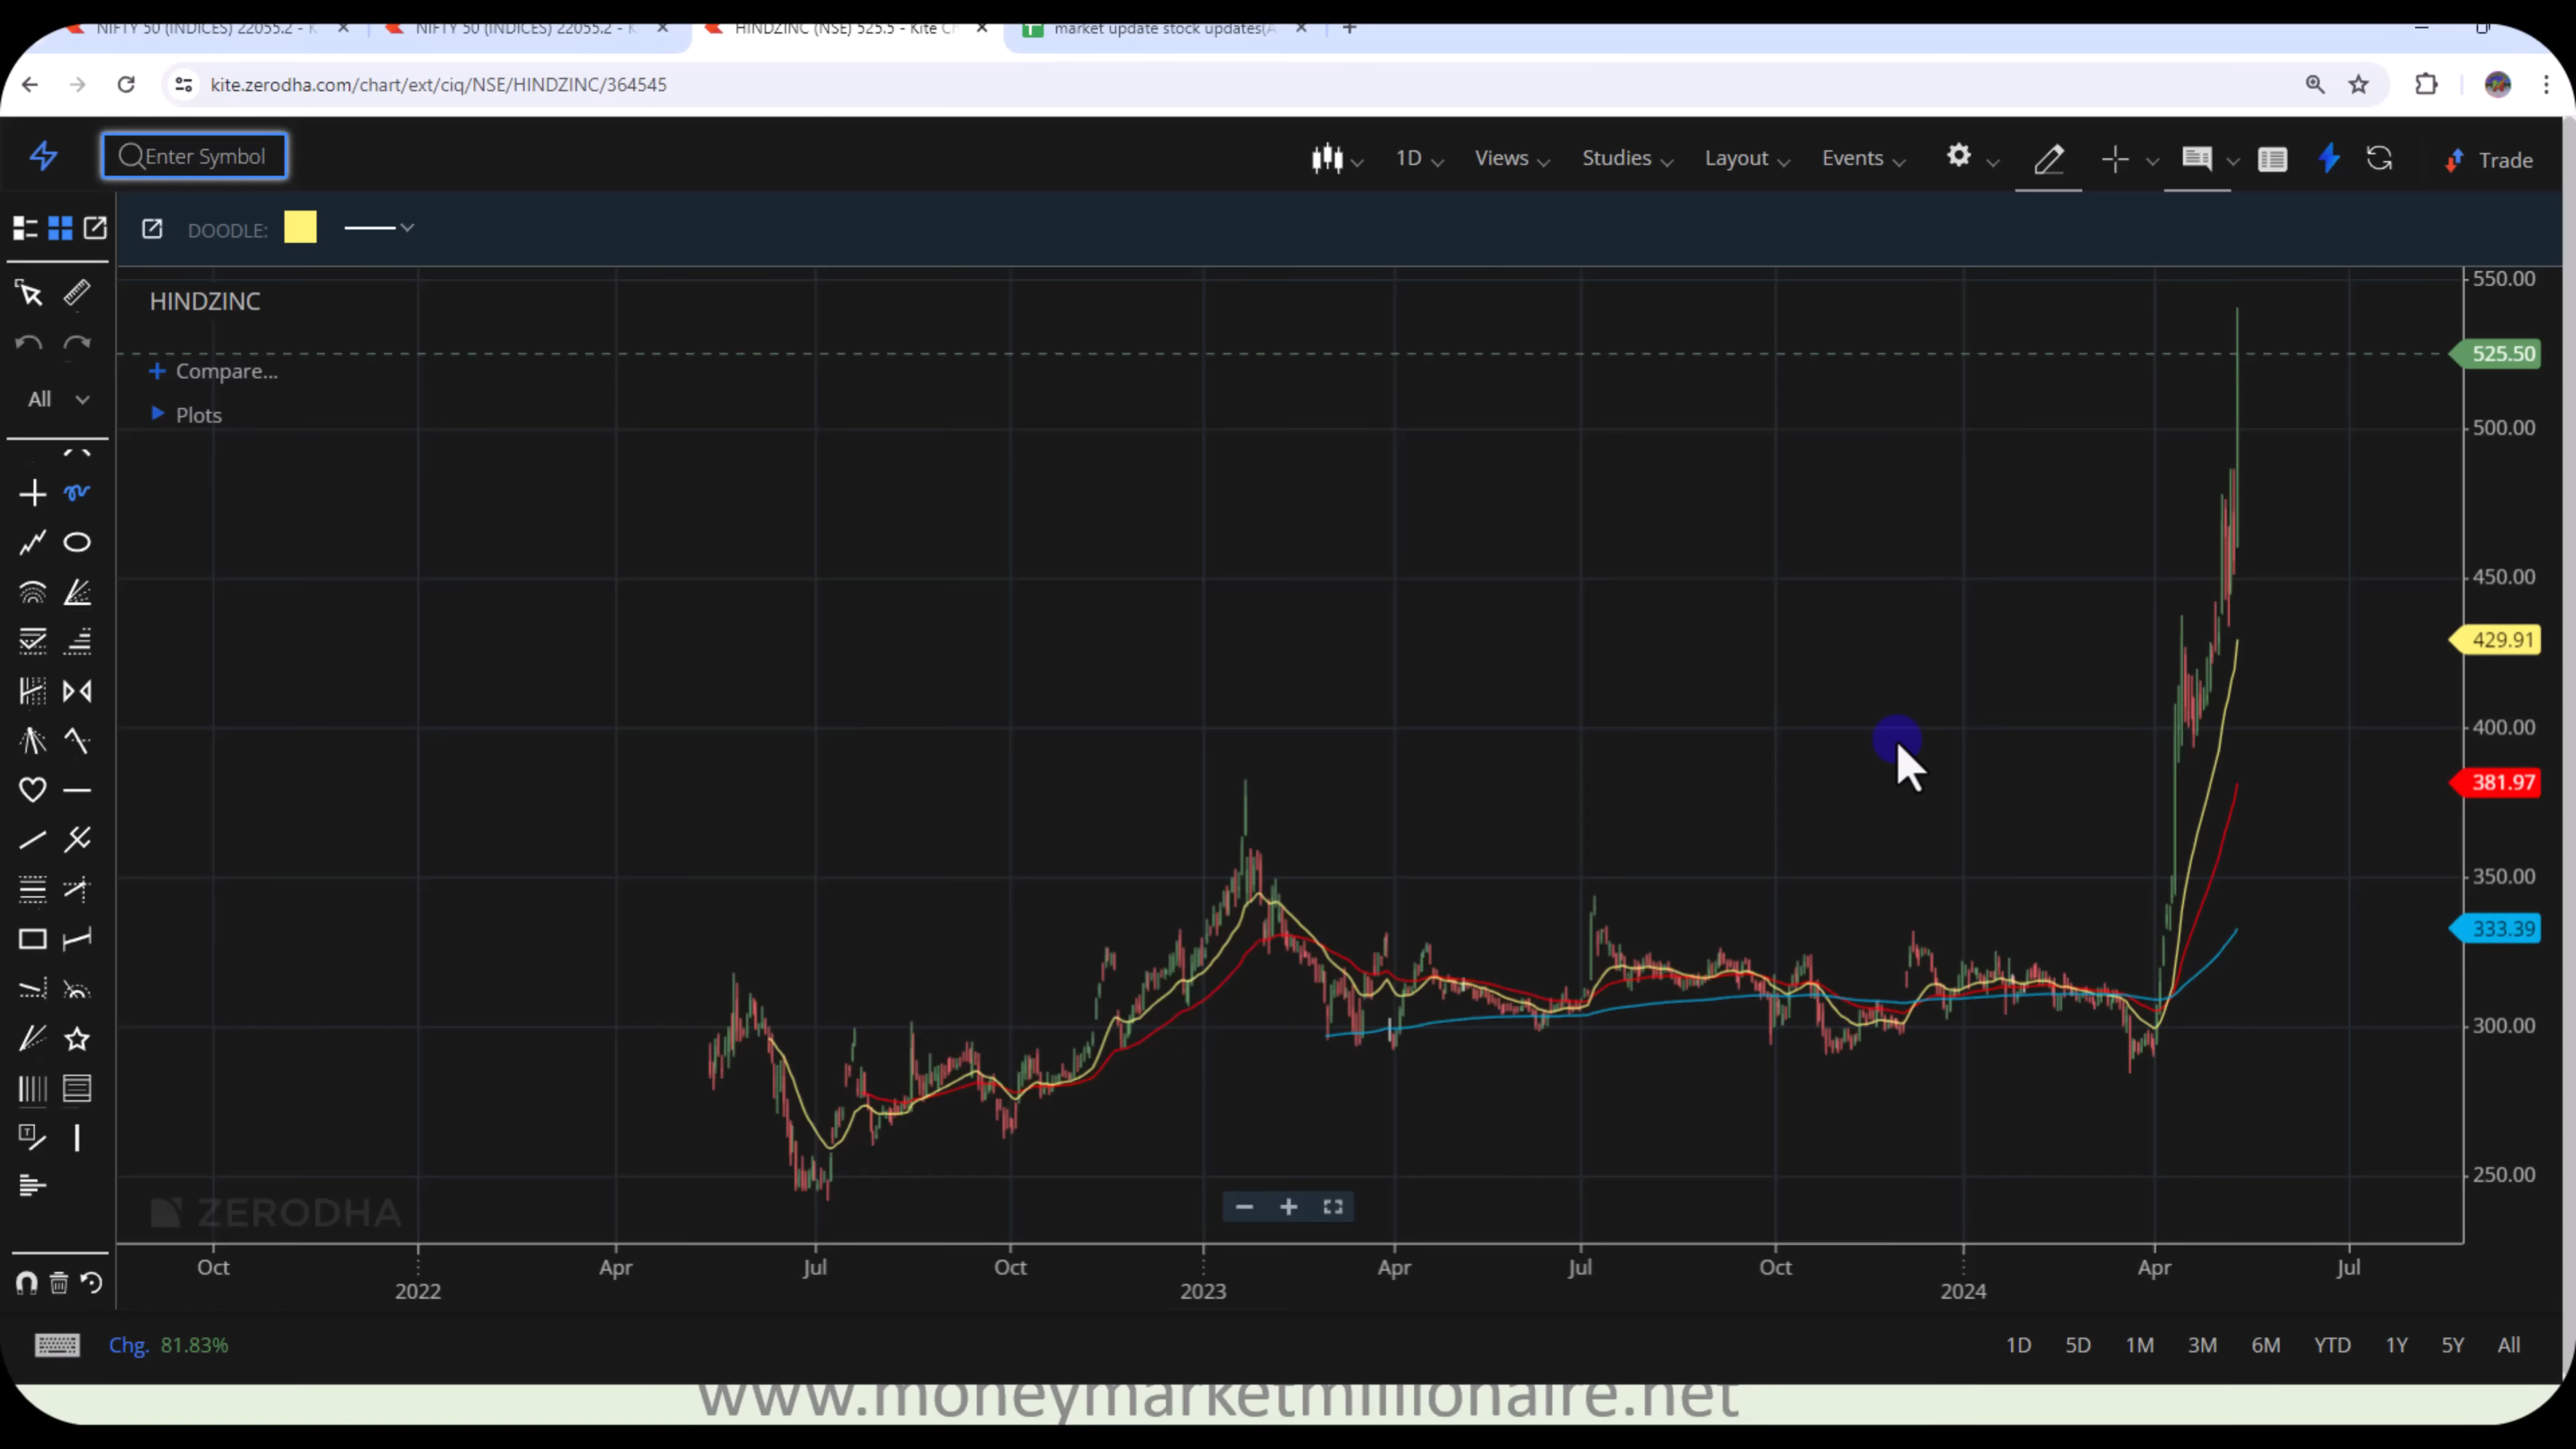 NIFTY 50 (INDICES) 22055.2 - K
NIFTY 50 (INDICES) 22055.2 - K
HINDZINC (NSE) 525.5 - Kite Ch
market update stock updates(A
kite.zerodha.com/chart/ext/ciq/NSE/HINDZINC/364545
Enter Symbol
1D
Views
Studies
Layout
Events
Trade
DOODLE:
HINDZINC
Compare...
Plots
All
550.00
525.50
500.00
450.00
429.91
400.00
381.97
350.00
333.39
300.00
250.00
ZERODHA
Oct
Apr
Jul
Oct
Apr
Jul
Oct
Apr
Jul
2022
2023
2024
Chg. 81.83%
1D 5D 1M 3M 6M YTD 1Y 5Y All
www.moneymarketmillionaire.net